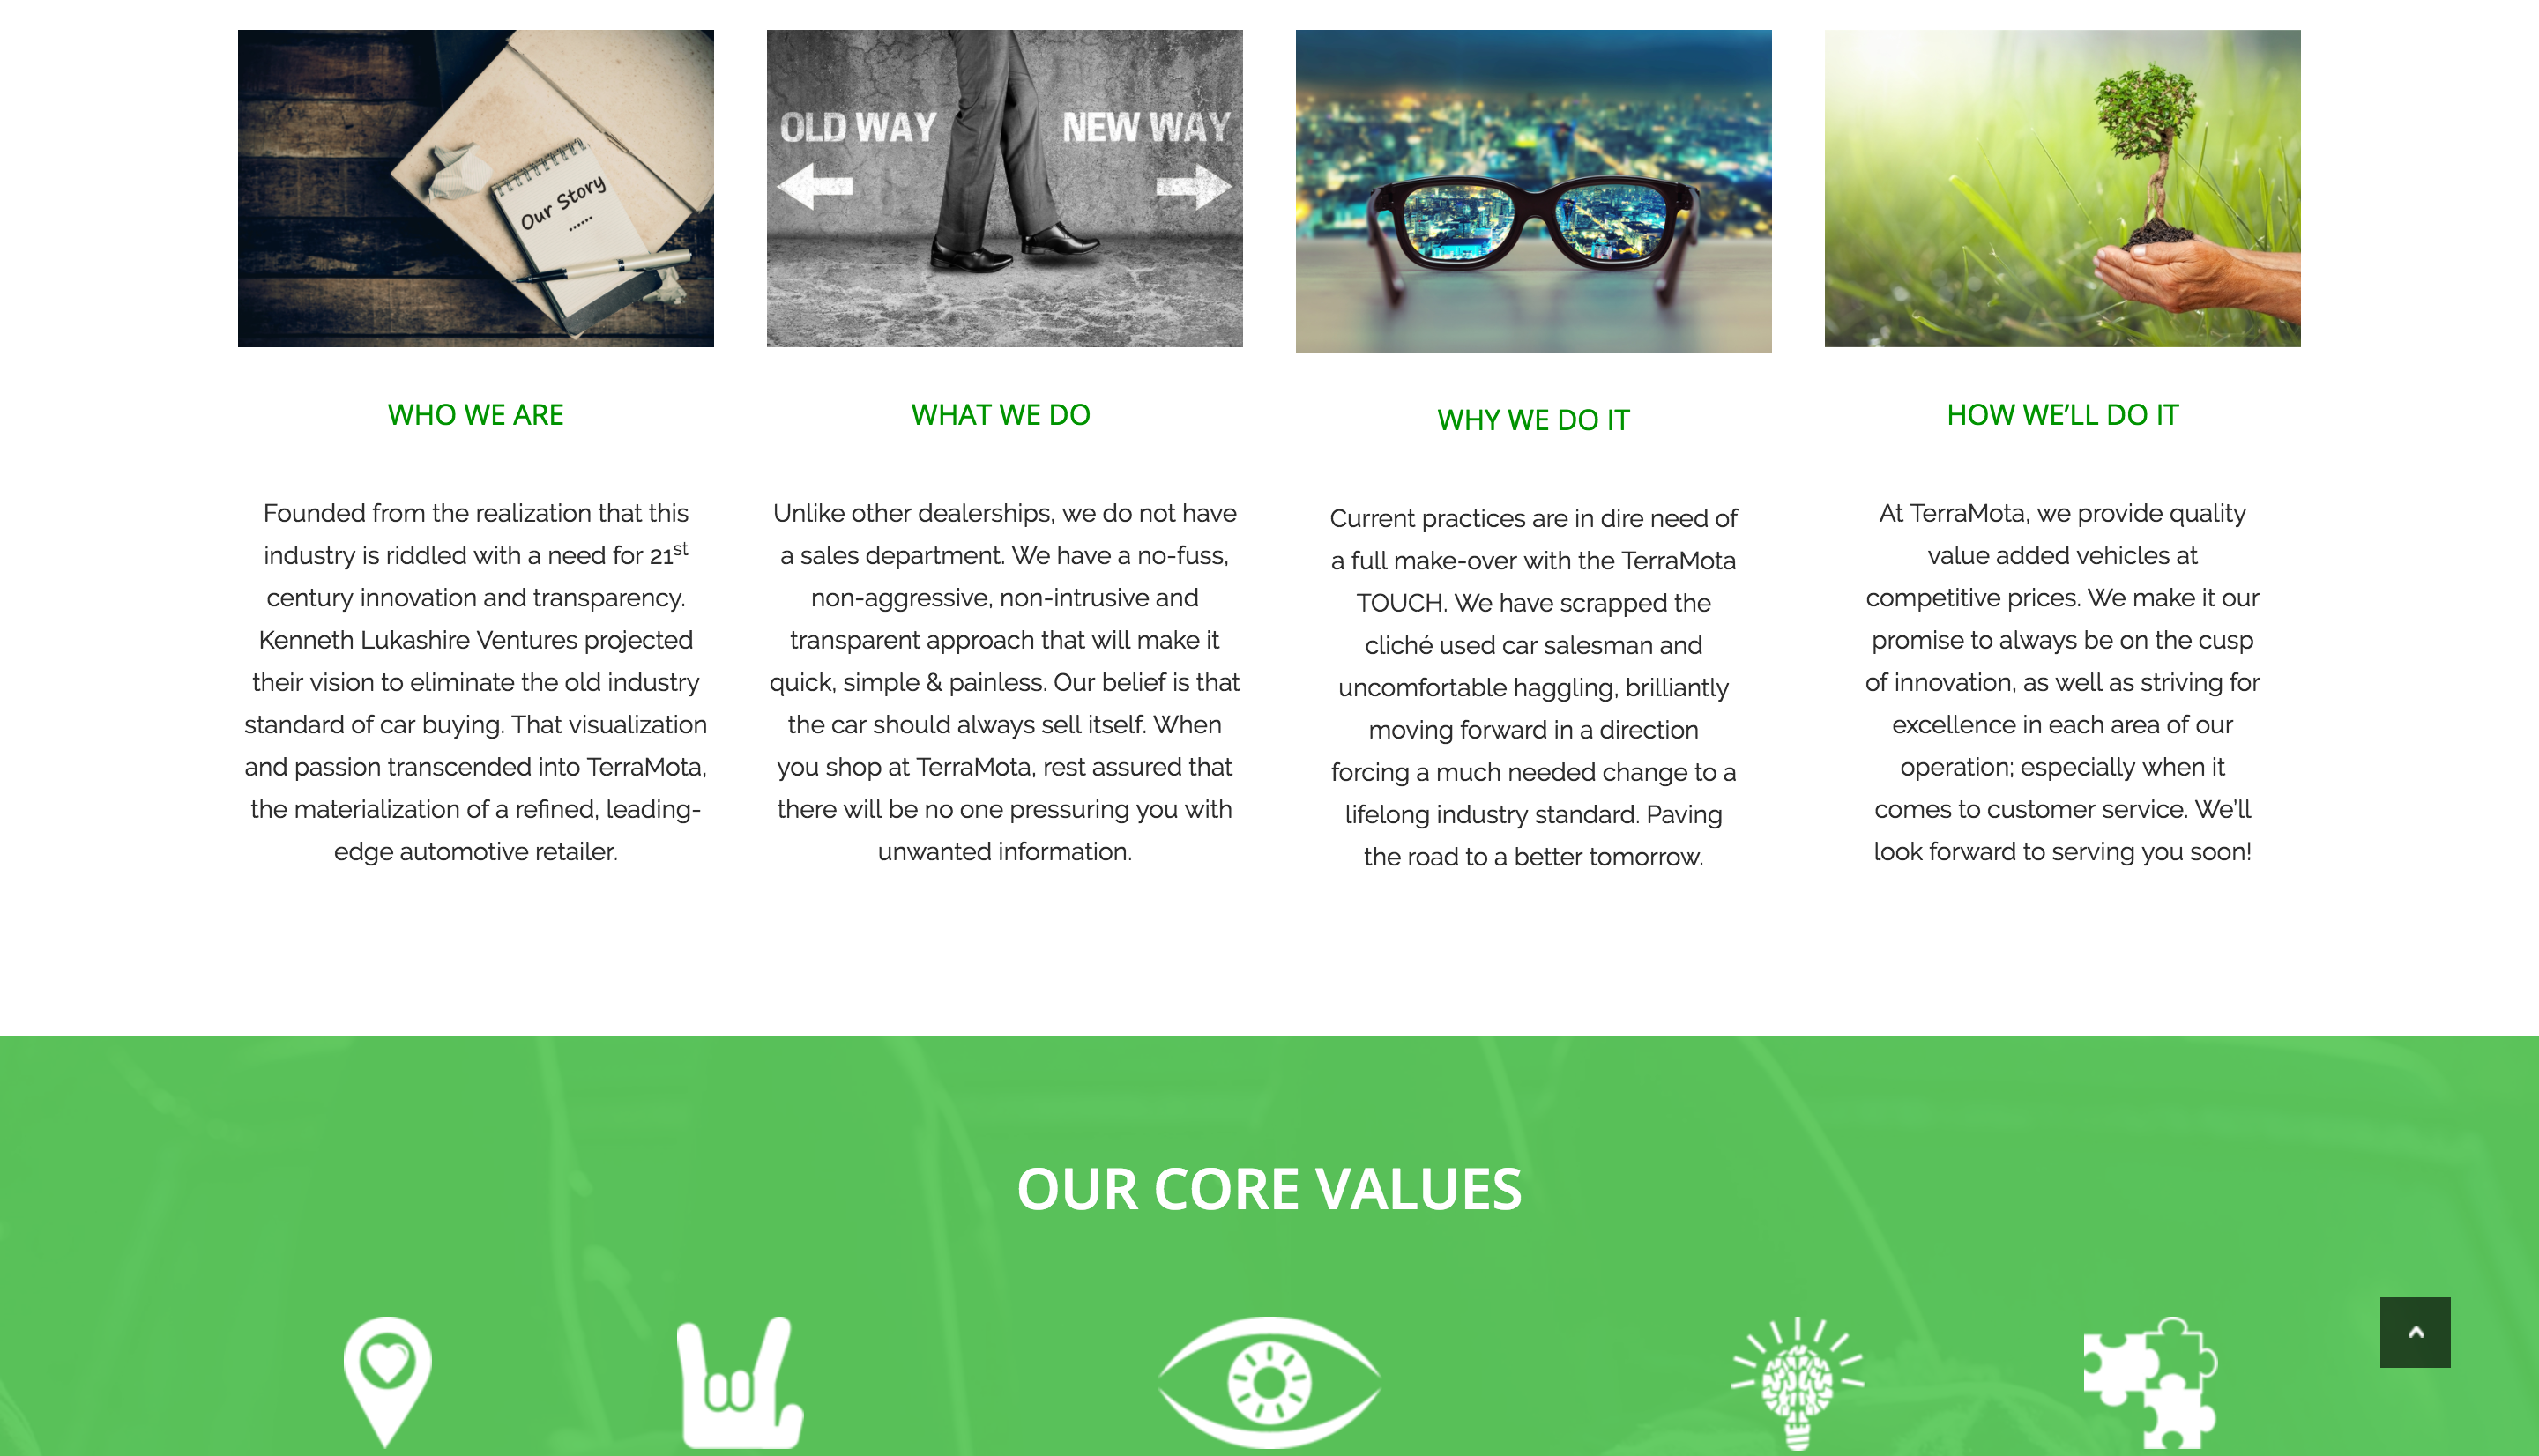 Our Story
......
OLD WAY
NEW WAY
WHO WE ARE
Founded from the realization that this
industry is riddled with a need for 21st
century innovation and transparency.
Kenneth Lukashire Ventures projected
their vision to eliminate the old industry
standard of car buying. That visualization
and passion transcended into TerraMota,
the materialization of a refined, leading-
edge automotive retailer.
WHAT WE DO
Unlike other dealerships, we do not have
a sales department. We have a no-fuss,
non-aggressive, non-intrusive and
transparent approach that will make it
quick, simple & painless. Our belief is that
the car should always sell itself. When
you shop at TerraMota, rest assured that
there will be no one pressuring you with
unwanted information.
WHY WE DO IT
Current practices are in dire need of
a full make-over with the TerraMota
TOUCH. We have scrapped the
cliché used car salesman and
uncomfortable haggling, brilliantly
moving forward in a direction
forcing a much needed change to a
lifelong industry standard. Paving
the road to a better tomorrow.
HOW WE’LL DO IT
At TerraMota, we provide quality
value added vehicles at
competitive prices. We make it our
promise to always be on the cusp
of innovation, as well as striving for
excellence in each area of our
operation; especially when it
comes to customer service. We’ll
look forward to serving you soon!
OUR CORE VALUES